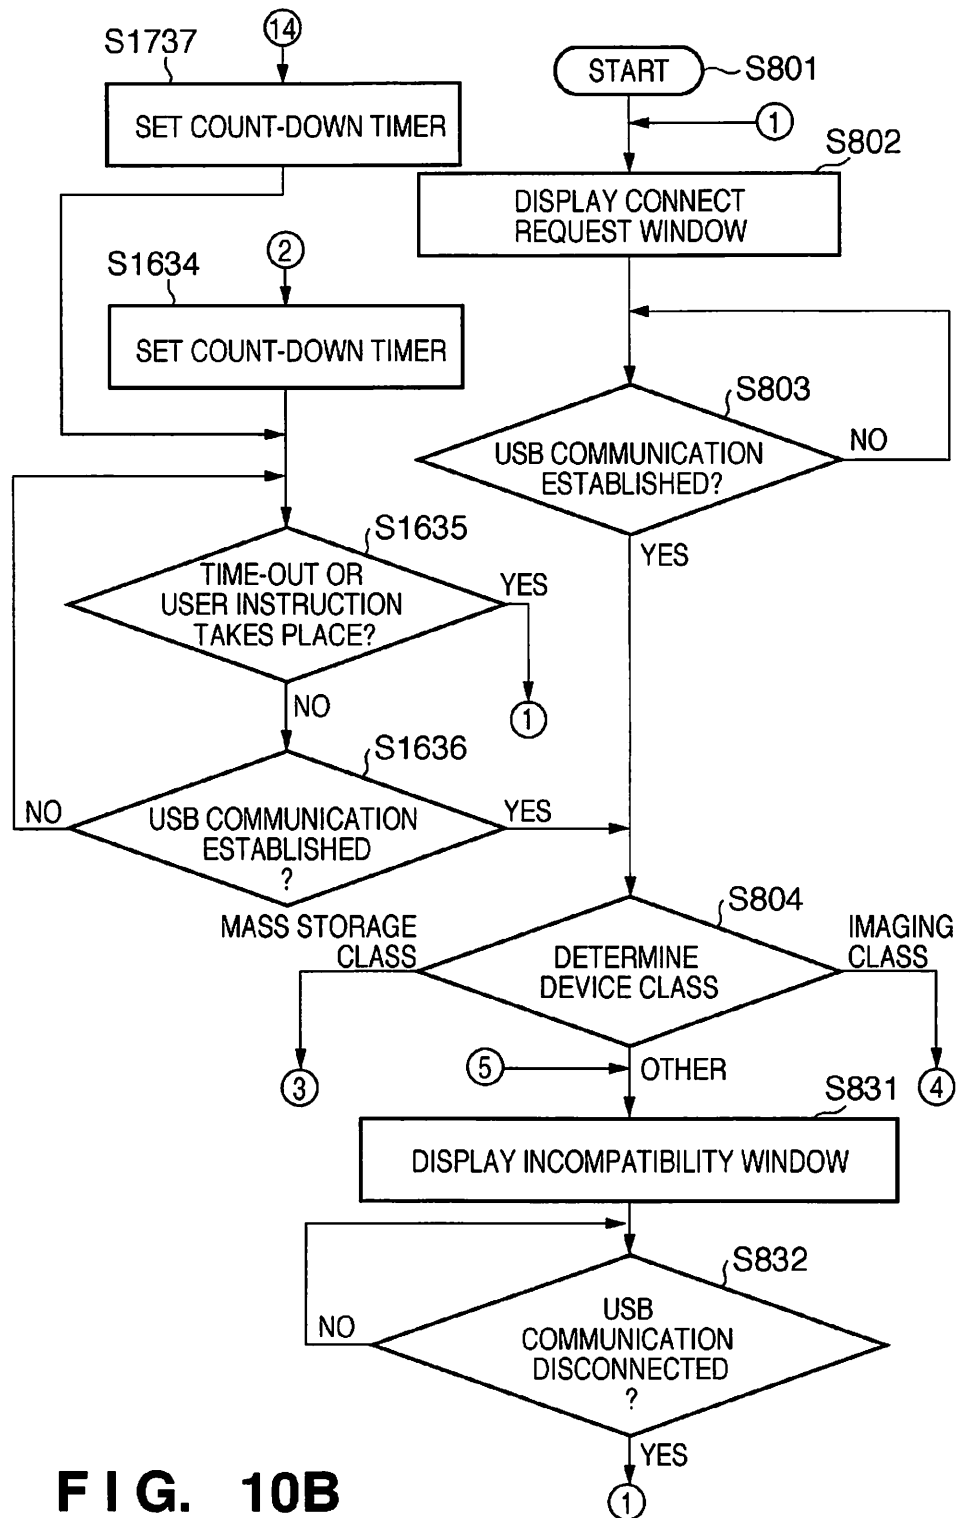 14
S1737
SET COUNT-DOWN TIMER
2
S1634
SET COUNT-DOWN TIMER
S1635
TIME-OUT OR
USER INSTRUCTION
TAKES PLACE?
YES
1
NO
S1636
USB COMMUNICATION
ESTABLISHED
?
NO
YES
START
S801
1
S802
DISPLAY CONNECT
REQUEST WINDOW
S803
USB COMMUNICATION
ESTABLISHED?
NO
YES
S804
DETERMINE
DEVICE CLASS
MASS STORAGE
CLASS
3
IMAGING
CLASS
4
5
OTHER
S831
DISPLAY INCOMPATIBILITY WINDOW
S832
USB
COMMUNICATION
DISCONNECTED
?
NO
YES
1
FIG. 10B